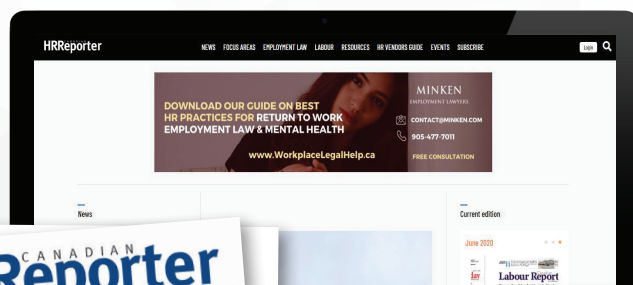 CANADIAN
HRReporter
NEWS FOCUS AREAS EMPLOYMENT LAW LABOUR RESOURCES HR VENDORS GUIDE EVENTS SUBSCRIBE
Login
DOWNLOAD OUR GUIDE ON BEST
HR PRACTICES FOR RETURN TO WORK
EMPLOYMENT LAW & MENTAL HEALTH
www.WorkplaceLegalHelp.ca
MINKEN
EMPLOYMENT LAWYERS
CONTACT@MINKEN.COM
905-477-7011
FREE CONSULTATION
News
Current edition
June 2020
Labour Report
CANADIAN
Reporter